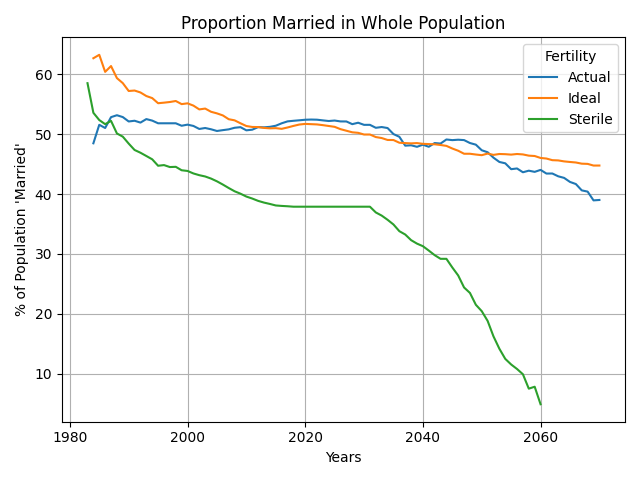 Proportion Married in Whole Population
Fertility
Actual
Ideal
Sterile
% of Population 'Married'
60
50
40
30
20
10
1980 2000 2020 2040 2060
Years